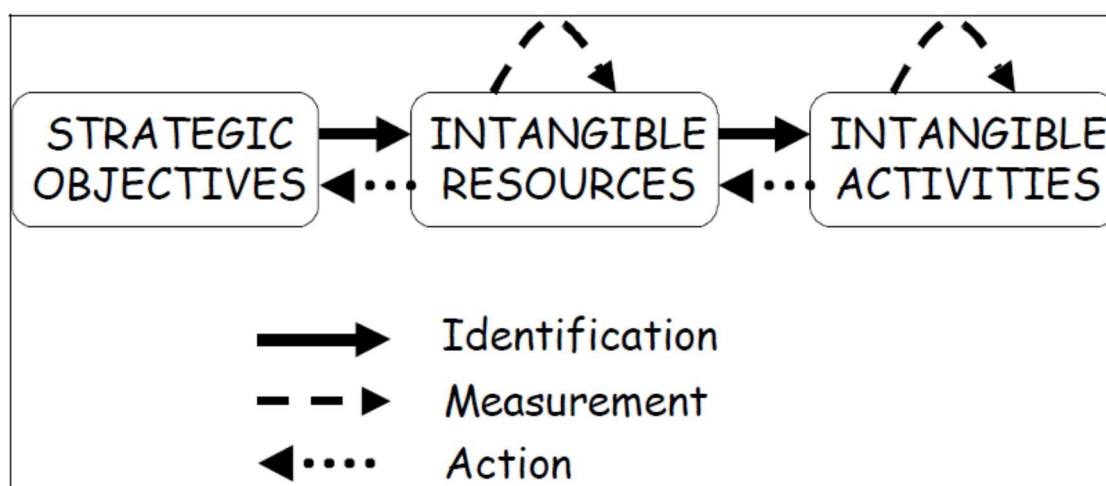 STRATEGIC
OBJECTIVES
INTANGIBLE
RESOURCES
INTANGIBLE
ACTIVITIES
Identification
Measurement
Action